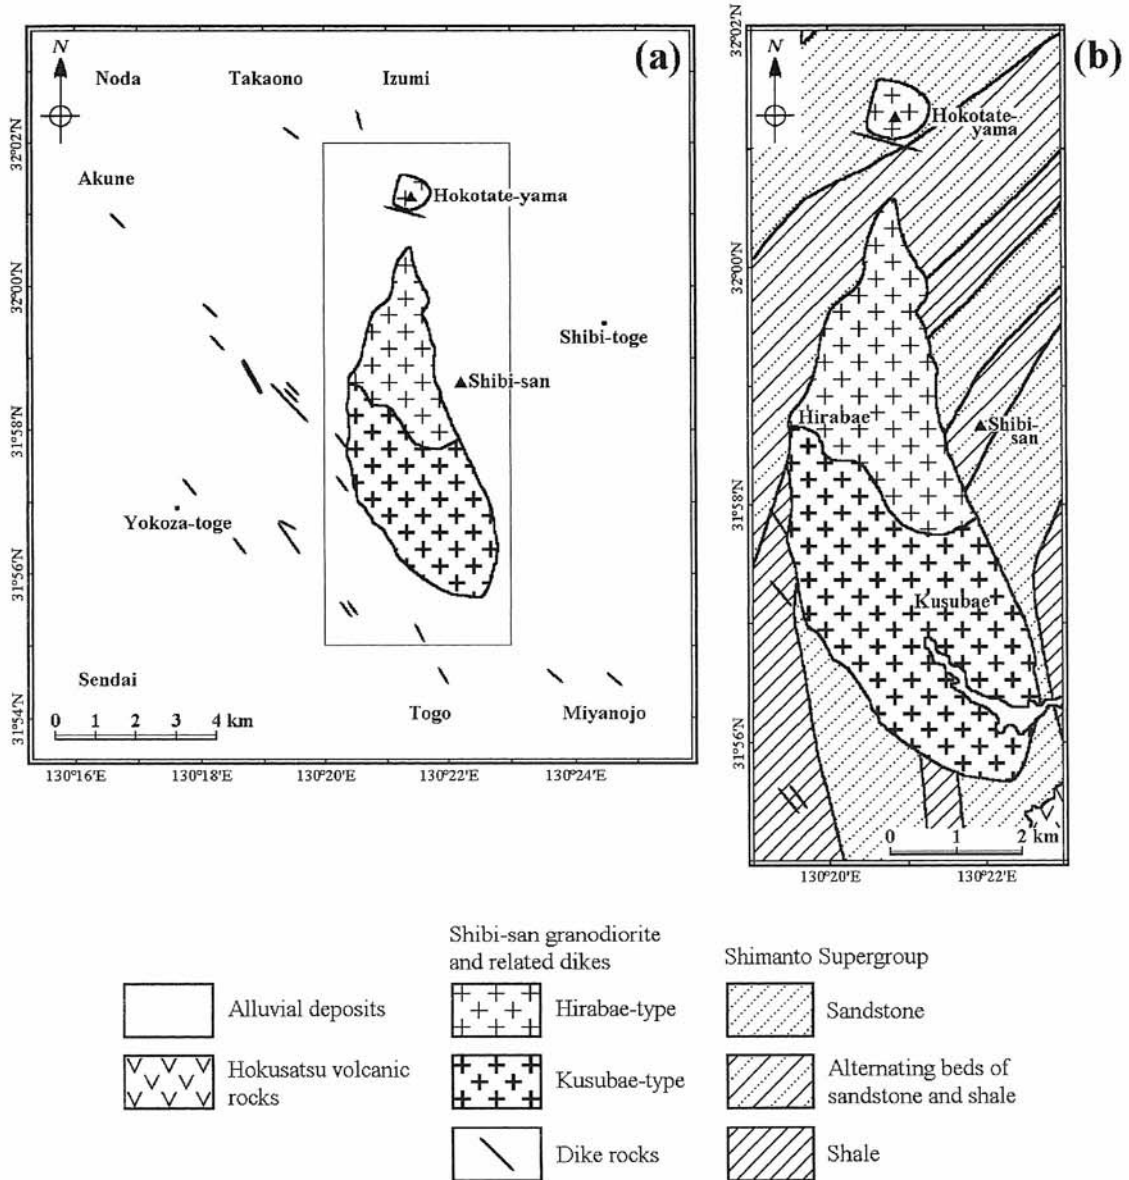 (a)
N
Noda
Takaono
Izumi
32°02'N
Akune
Hokotate-yama
32°00'N
Shibi-toge
Shibi-san
31°58'N
Yokoza-toge
31°56'N
Sendai
0 1 2 3 4 km
Togo
Miyanojo
31°54'N
130°16'E 130°18'E 130°20'E 130°22'E 130°24'E
(b)
32°02'N
N
Hokotate-
yama
32°00'N
Hirabae
Shibi-
san
31°58'N
Kusubae
31°56'N
0 1 2 km
130°20'E 130°22'E
Shibi-san granodiorite
and related dikes
Shimanto Supergroup
Alluvial deposits
Hirabae-type
Sandstone
Hokusatsu volcanic
rocks
Kusubae-type
Alternating beds of
sandstone and shale
Dike rocks
Shale